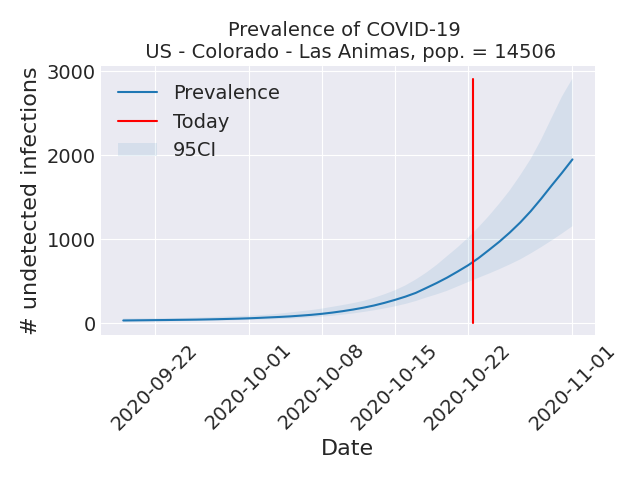 Prevalence of COVID-19
US - Colorado - Las Animas, pop. = 14506
3000
2000
1000
0
# undetected infections
Prevalence
Today
95CI
2020-09-22
2020-10-01
2020-10-08
2020-10-15
2020-10-22
2020-11-01
Date